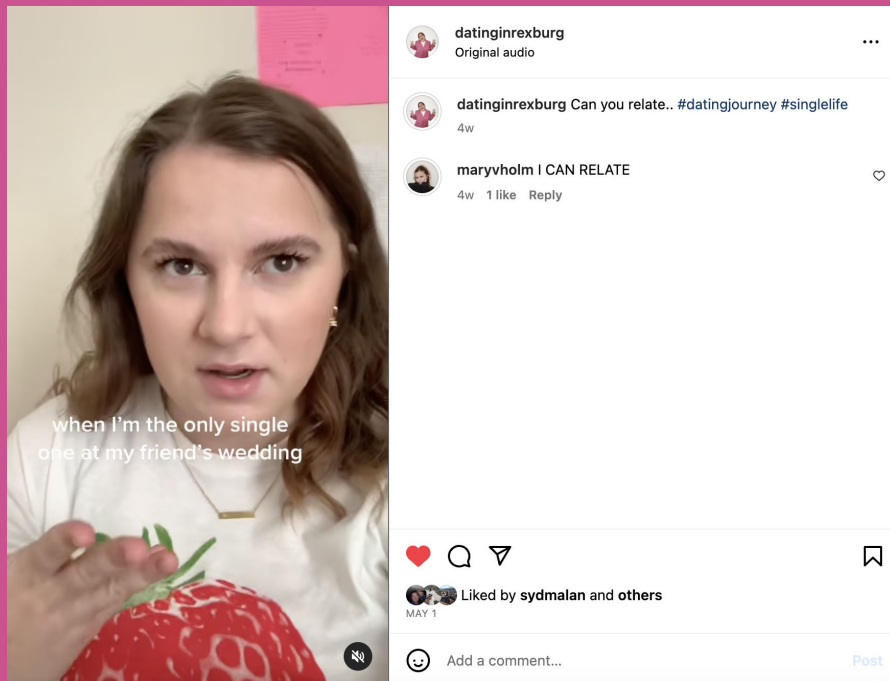 when I'm the only single
one at my friend's wedding
datinginrexburg
Original audio
datinginrexburg Can you relate.. #datingjourney #singlelife
4w
maryvholm I CAN RELATE
4w 1 like Reply
Liked by sydmalan and others
MAY 1
Add a comment... Post